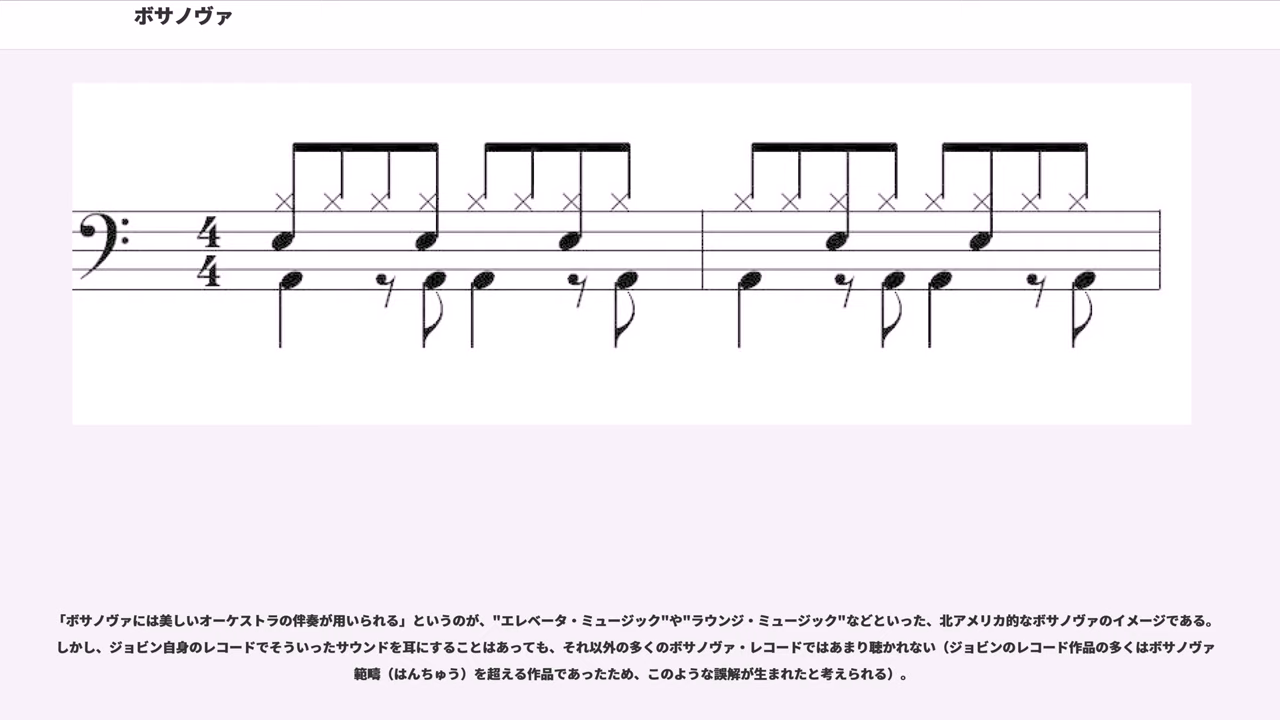 ボサノヴァ
4
4
「ボサノヴァには美しいオーケストラの伴奏が用いられる」というのが、"エレベータ・ミュージック"や"ラウンジ・ミュージック"などといった、北アメリカ的なボサノヴァのイメージである。
しかし、ジョビン自身のレコードでそういったサウンドを耳にすることはあっても、それ以外の多くのボサノヴァ・レコードではあまり聴かれない（ジョビンのレコード作品の多くはボサノヴァ
範疇（はんちゅう）を超える作品であったため、このような誤解が生まれたと考えられる）。